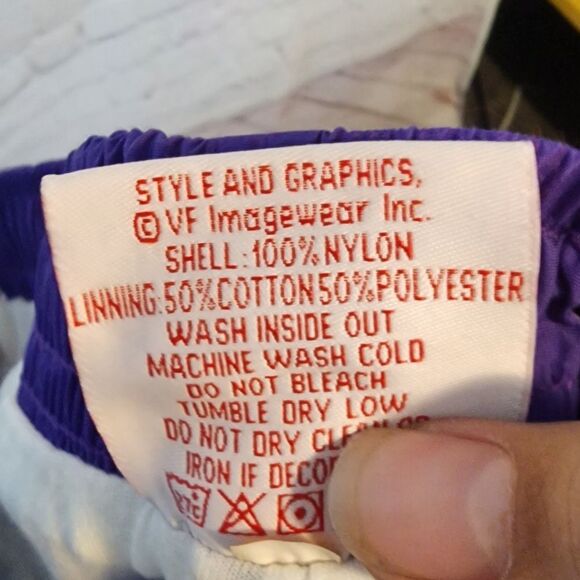 STYLE AND GRAPHICS,
© VF Imagewear Inc.
SHELL:100%NYLON
LINNING:50%COTTON50%POLYESTER
WASH INSIDE OUT
MACHINE WASH COLD
DO NOT BLEACH
TUMBLE DRY LOW
DO NOT DRY
IRON IF